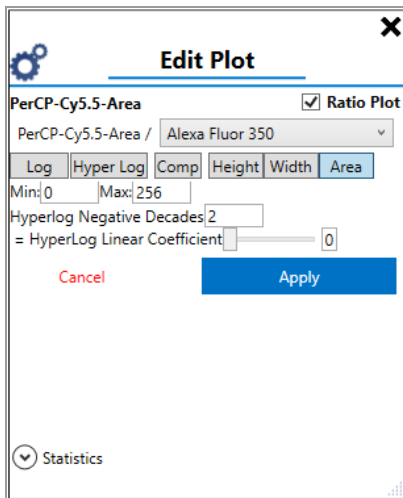 Edit Plot
PerCP-Cy5.5-Area Ratio Plot
PerCP-Cy5.5-Area / Alexa Fluor 350
Log Hyper Log Comp Height Width Area
Min: 0 Max: 256
Hyperlog Negative Decades 2
= HyperLog Linear Coefficient 0
Cancel Apply
Statistics